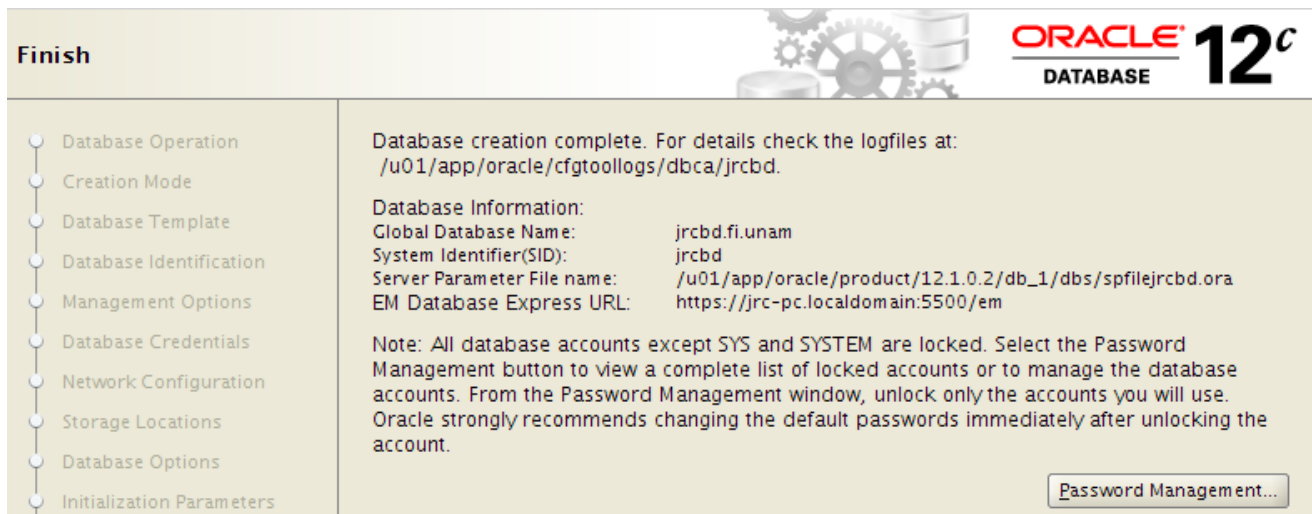 Finish
ORACLE
DATABASE
12c
Database Operation
Creation Mode
Database Template
Database Identification
Management Options
Database Credentials
Network Configuration
Storage Locations
Database Options
Initialization Parameters
Database creation complete. For details check the logfiles at:
/u01/app/oracle/cfgtoollogs/dbca/jrcbd.
Database Information:
Global Database Name: jrcbd.fi.unam
System Identifier(SID): jrcbd
Server Parameter File name: /u01/app/oracle/product/12.1.0.2/db_1/dbs/spfilejrcbd.ora
EM Database Express URL: https://jrc-pc.localdomain:5500/em
Note: All database accounts except SYS and SYSTEM are locked. Select the Password
Management button to view a complete list of locked accounts or to manage the database
accounts. From the Password Management window, unlock only the accounts you will use.
Oracle strongly recommends changing the default passwords immediately after unlocking the
account.
Password Management...